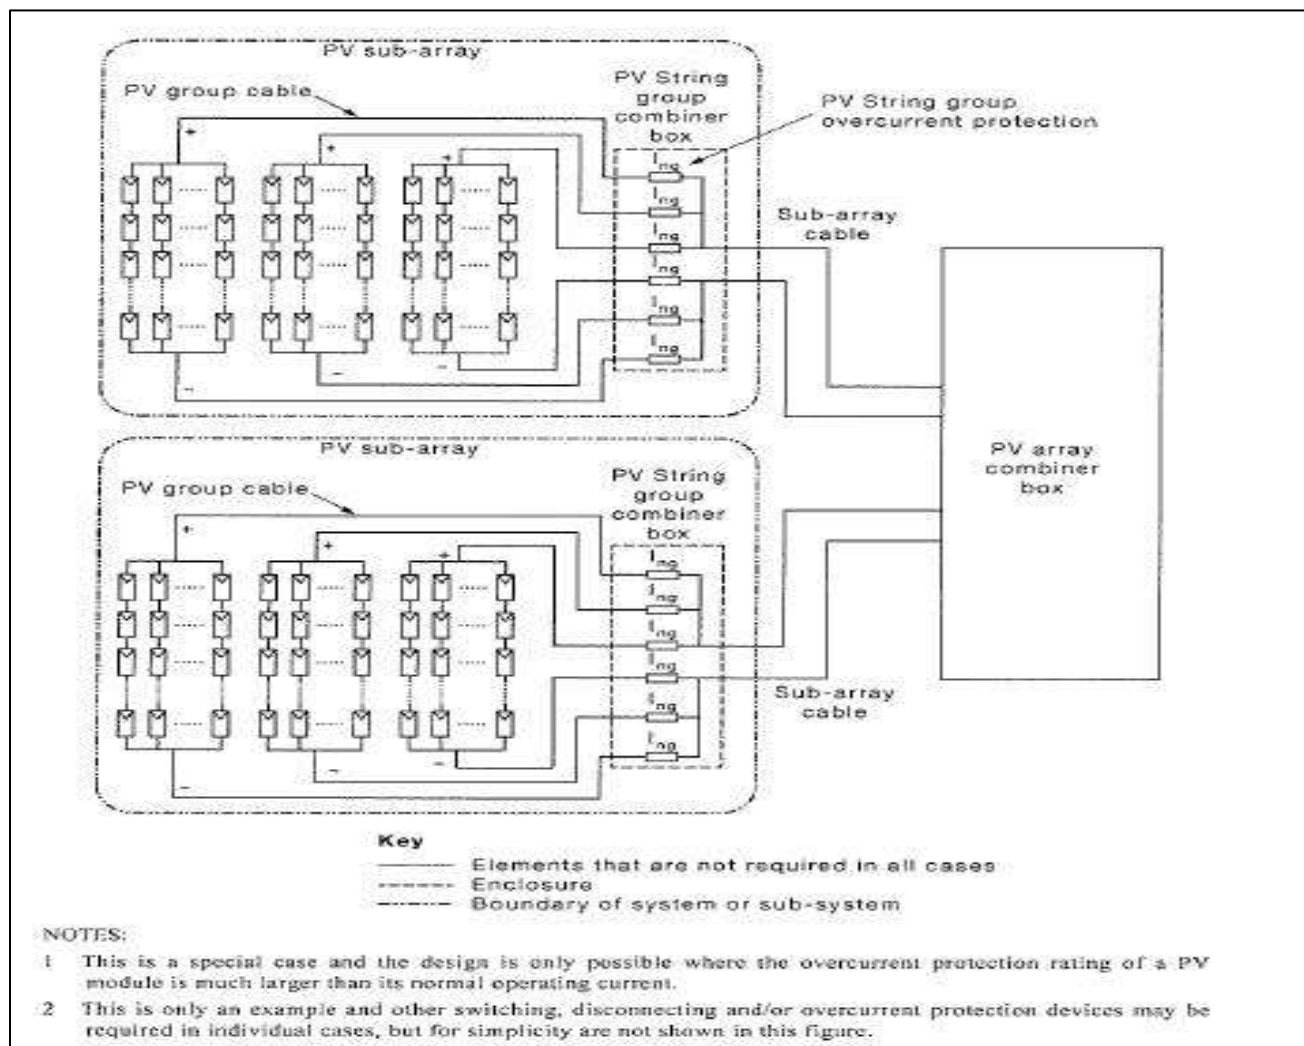 PV sub-array
PV group cable
PV String
group
combiner
box
PV String group
overcurrent protection
+
+
+
Ing
Ing
Ing
Ing
Ing
Ing
-
-
-
Sub-array
cable
PV array
combiner
box
PV sub-array
PV group cable
PV String
group
combiner
box
+
+
+
Ing
Ing
Ing
Ing
Ing
Ing
-
-
-
Sub-array
cable
Key
Elements that are not required in all cases
Enclosure
Boundary of system or sub-system
NOTES:
1 This is a special case and the design is only possible where the overcurrent protection rating of a PV
module is much larger than its normal operating current.
2 This is only an example and other switching, disconnecting and/or overcurrent protection devices may be
required in individual cases, but for simplicity are not shown in this figure.